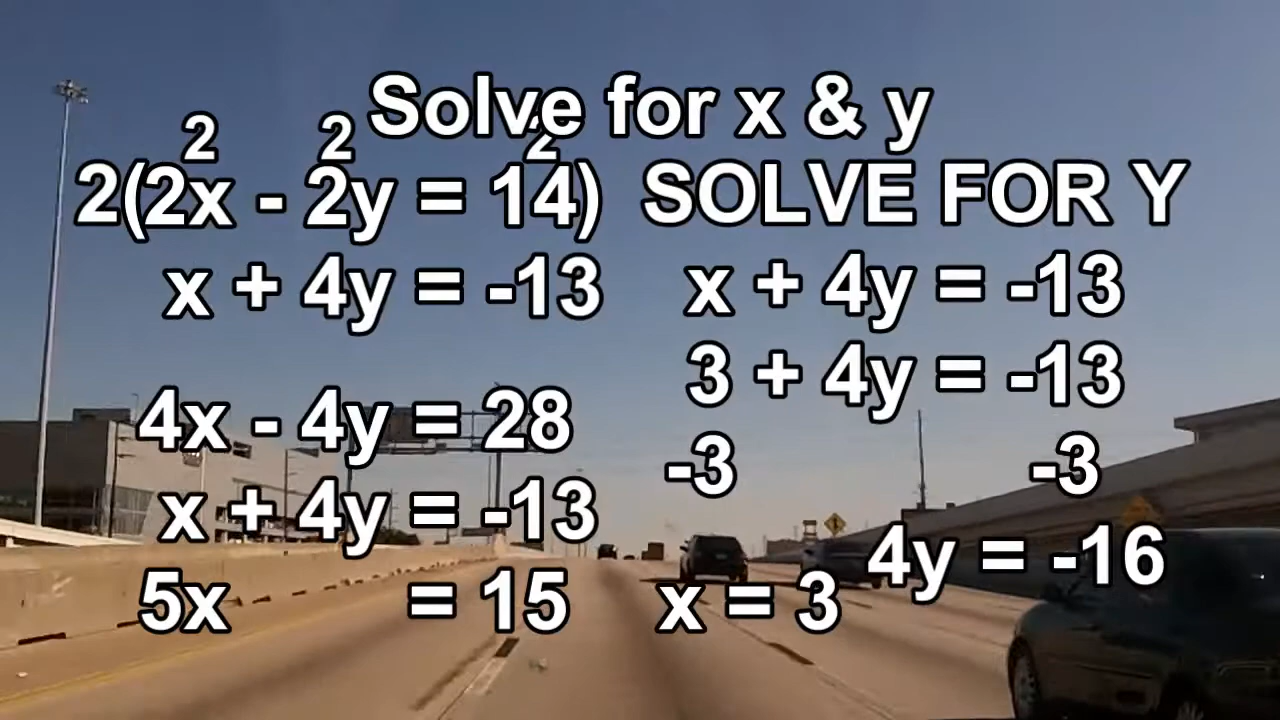 Solve for x & y
2 2 2
2(2x - 2y = 14) SOLVE FOR Y
x + 4y = -13 x + 4y = -13
3 + 4y = -13
4x - 4y = 28
-3 -3
x + 4y = -13
4y = -16
5x = 15 x = 3